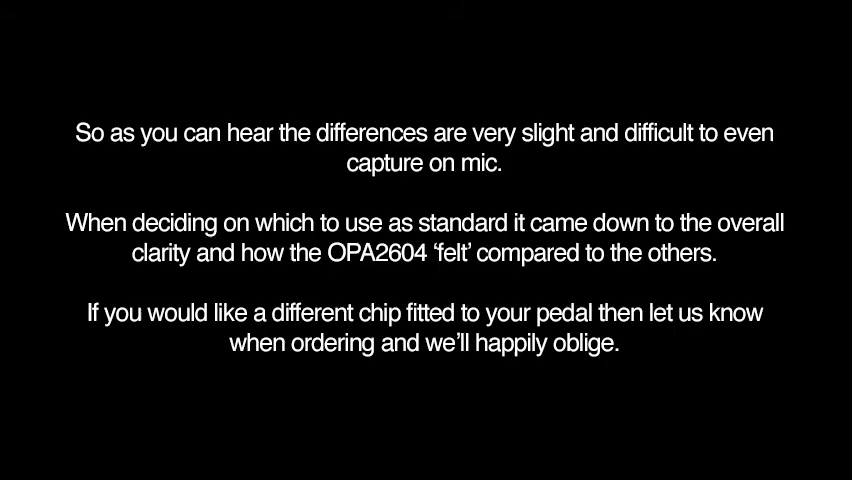 So as you can hear the differences are very slight and difficult to even
capture on mic.
When deciding on which to use as standard it came down to the overall
clarity and how the OPA2604 ‘felt’ compared to the others.
If you would like a different chip fitted to your pedal then let us know
when ordering and we’ll happily oblige.